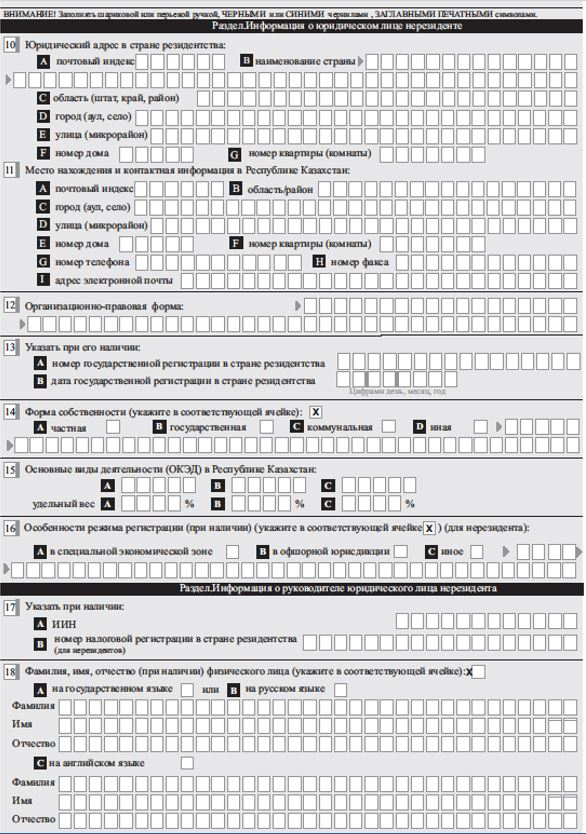 ВНИМАНИЕ! Заполнять шариковой или перьевой ручкой, ЧЕРНЫМИ или СИНИМИ чернилами , ЗАГЛАВНЫМИ ПЕЧАТНЫМИ символами.
Раздел.Информация о юридическом лице нерезиденте
10 Юридический адрес в стране резидентства:
A почтовый индекс B наименование страны
C область (штат, край, район)
D город (аул, село)
E улица (микрорайон)
F номер дома G номер квартиры (комнаты)
11 Место нахождения и контактная информация в Республике Казахстан:
A почтовый индекс B область/район
C город (аул, село)
D улица (микрорайон)
E номер дома F номер квартиры (комнаты)
G номер телефона H номер факса
I адрес электронной почты
12 Организационно-правовая форма:
13 Указать при его наличии:
A номер государственной регистрации в стране резидентства
B дата государственной регистрации в стране резидентства
Цифрами день, месяц, год
14 Форма собственности (укажите в соответствующей ячейке): X
A частная B государственная C коммунальная D иная
15 Основные виды деятельности (ОКЭД) в Республике Казахстан:
A B C
удельный вес A % B % C %
16 Особенности режима регистрации (при наличии) (укажите в соответствующей ячейке X ) (для нерезидента):
A в специальной экономической зоне B в офшорной юрисдикции C иное
Раздел.Информация о руководителе юридического лица нерезидента
17 Указать при наличии:
A ИИН
B номер налоговой регистрации в стране резидентства
(для нерезидентов)
18 Фамилия, имя, отчество (при наличии) физического лица (укажите в соответствующей ячейке):X
A на государственном языке или B на русском языке
Фамилия
Имя
Отчество
C на английском языке
Фамилия
Имя
Отчество